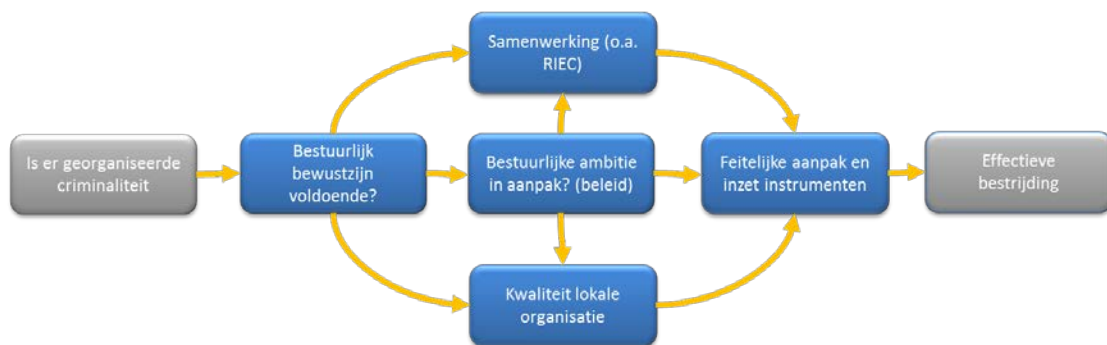 Samenwerking (o.a.
RIEC)
Is er georganiseerde
criminaliteit
Bestuurlijk
bewustzijn
voldoende?
Bestuurlijke ambitie
in aanpak? (beleid)
Feitelijke aanpak en
inzet instrumenten
Effectieve
bestrijding
Kwaliteit lokale
organisatie